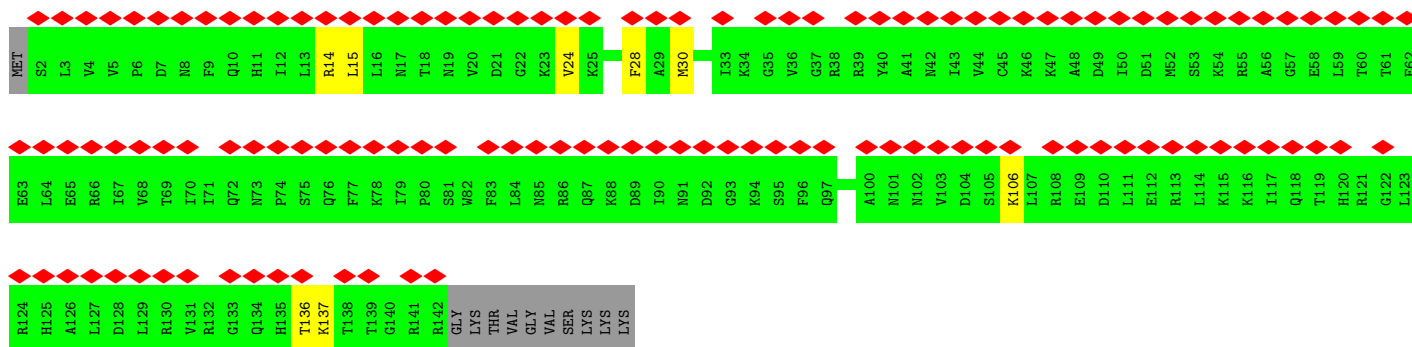 MET S2 L3 V4 V5 P6 D7 N8 F9 Q10 H11 I12 L13 R14 L15 L16 N17 T18 N19 V20 D21 G22 K23 V24 K25 F28 A29 M30 I33 K34 G35 V36 G37 R38 R39 Y40 A41 N42 I43 V44 C45 K46 K47 A48 D49 I50 D51 M52 S53 K54 R55 A56 G57 E58 L59 T60 T61 E62
E63 L64 E65 R66 I67 V68 T69 I70 I71 Q72 N73 P74 S75 Q76 F77 K78 I79 P80 S81 W82 F83 L84 N85 R86 Q87 K88 D89 I90 N91 D92 G93 K94 S95 F96 Q97 A100 N101 N102 V103 D104 S105 K106 L107 R108 E109 D110 L111 E112 R113 L114 K115 K116 I117 Q118 T119 H120 R121 G122 L123
R124 H125 A126 L127 D128 L129 R130 V131 R132 G133 Q134 H135 T136 K137 T138 T139 G140 R141 R142 GLY LYS THR VAL GLY VAL SER LYS LYS LYS